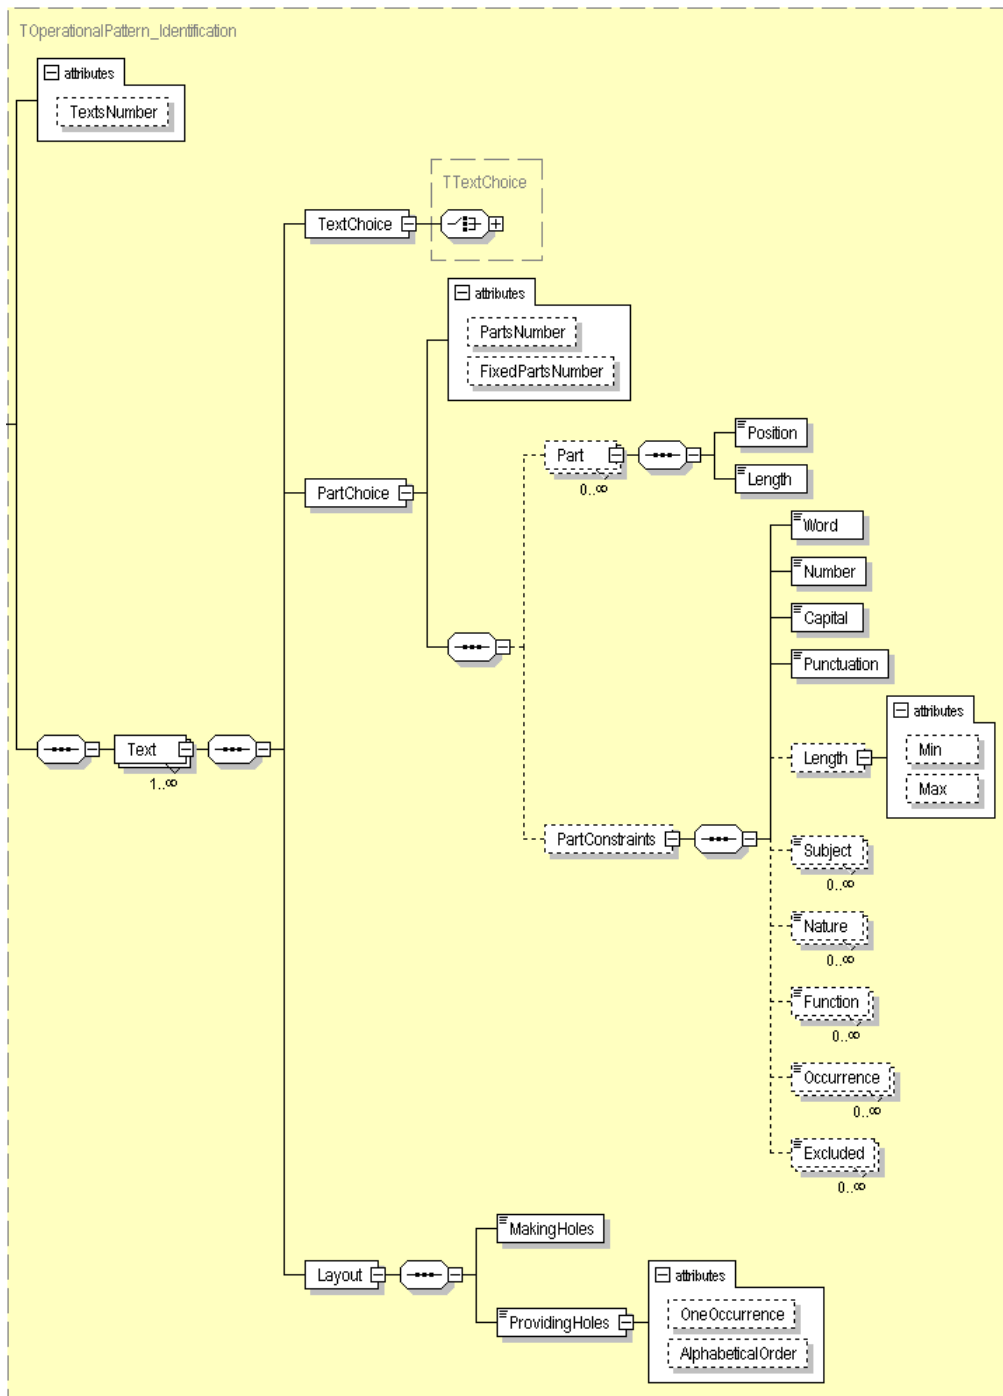 TOperationalPattern_Identification
attributes
TextsNumber
TTextChoice
TextChoice
attributes
PartsNumber
FixedPartsNumber
Position
Part
0..∞
Length
PartChoice
Word
Number
Capital
Punctuation
attributes
Min
Length
Max
Text
1..∞
PartConstraints
Subject
0..∞
Nature
0..∞
Function
0..∞
Occurrence
0..∞
Excluded
0..∞
MakingHoles
Layout
attributes
OneOccurrence
ProvidingHoles
AlphabeticalOrder